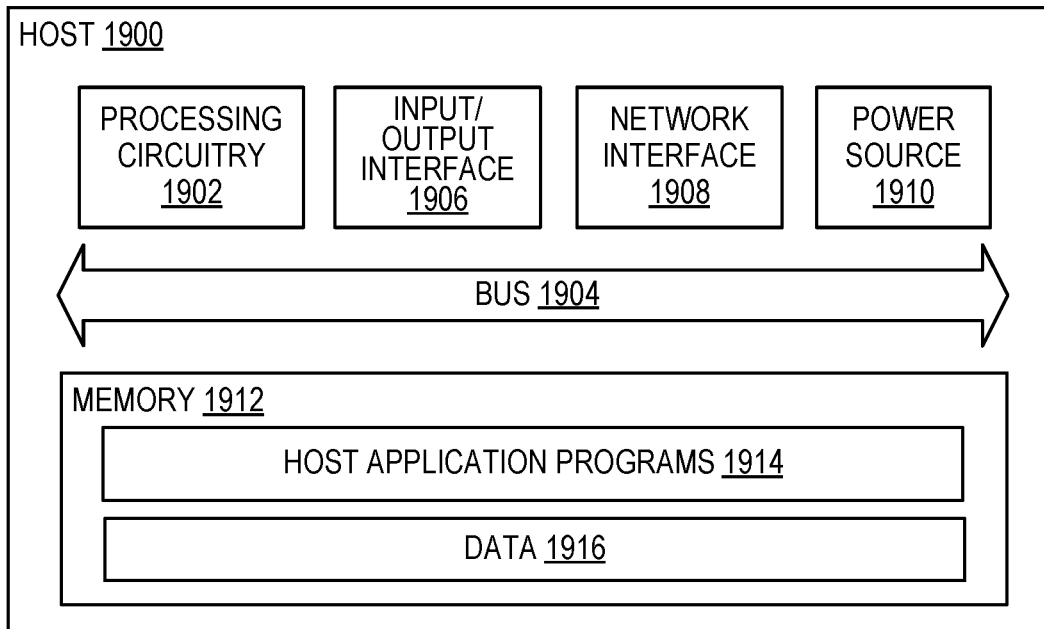 HOST 1900
PROCESSING
CIRCUITRY
1902
INPUT/
OUTPUT
INTERFACE
1906
NETWORK
INTERFACE
1908
POWER
SOURCE
1910
BUS 1904
MEMORY 1912
HOST APPLICATION PROGRAMS 1914
DATA 1916